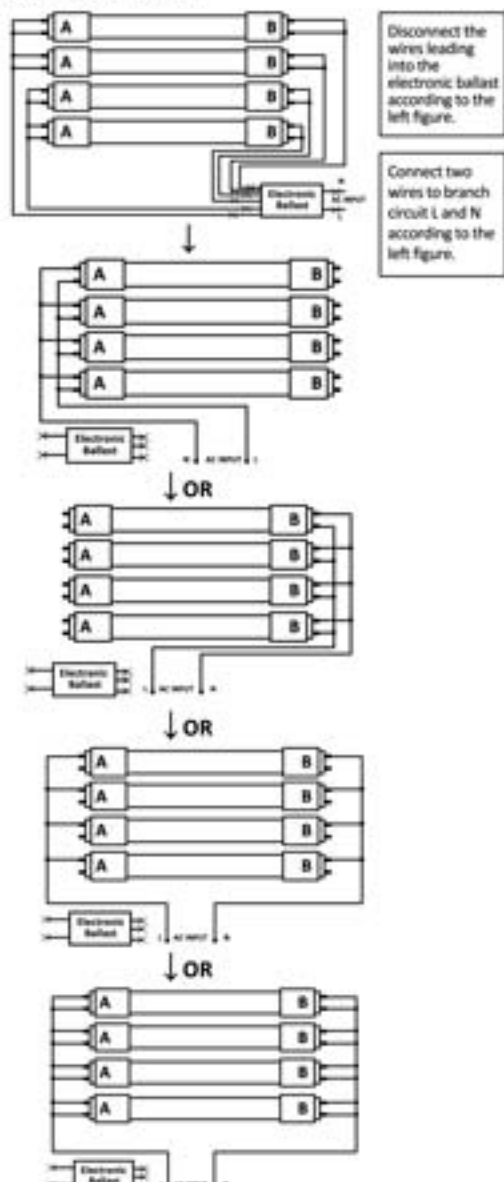 A B
A B
A B
A B
Electronic
Ballast
N
AC INPUT
L
Disconnect the
wires leading
into the
electronic ballast
according to the
left figure.
Connect two
wires to branch
circuit L and N
according to the
left figure.
A B
A B
A B
A B
Electronic
Ballast
N AC INPUT L
OR
A B
A B
A B
A B
Electronic
Ballast
L AC INPUT N
OR
A B
A B
A B
A B
Electronic
Ballast
L AC INPUT N
OR
A B
A B
A B
A B
Electronic
Ballast